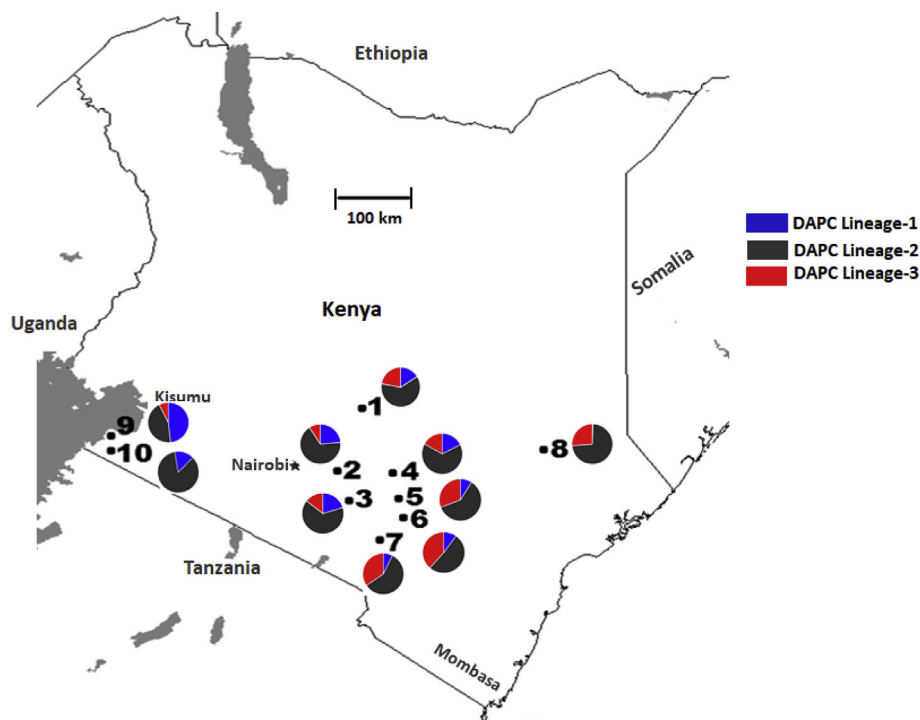 Ethiopia
100 km
DAPC Lineage-1
DAPC Lineage-2
DAPC Lineage-3
Somalia
Kenya
Uganda
Kisumu
1
9
10
Nairobi
2
4
8
3
5
6
7
Tanzania
Mombasa